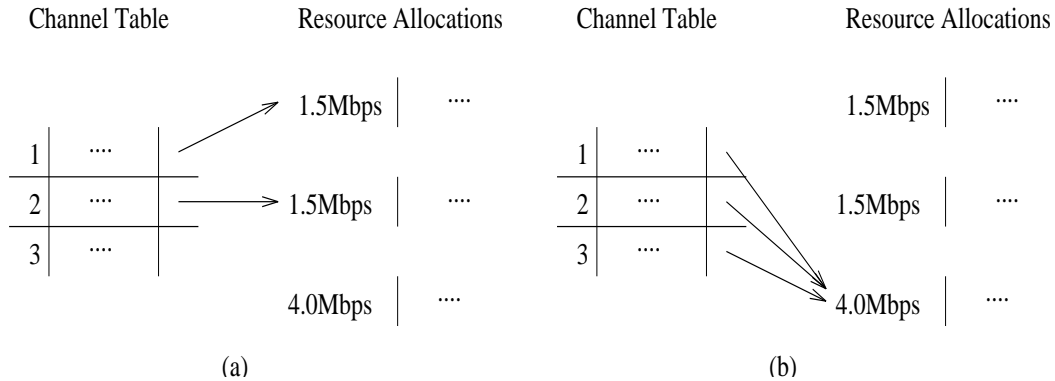 Channel Table
Resource Allocations
1.5Mbps ....
1 ....
2 ....
1.5Mbps ....
3 ....
4.0Mbps ....
(a)
Channel Table
Resource Allocations
1.5Mbps ....
1 ....
2 ....
1.5Mbps ....
3 ....
4.0Mbps ....
(b)